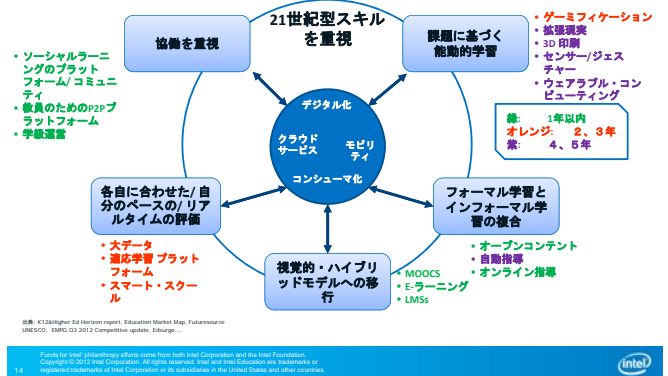 21世紀型スキル
を重視
協働を重視
課題に基づく
能動的学習
• ソーシャルラーニ
ングのプラット
フォーム/ コミュニ
ティ
• 教員のためのP2Pプ
ラットフォーム
• 学級運営
• ゲーミフィケーション
• 拡張現実
• 3D 印刷
• センサー/ジェス
チャー
• ウェアラブル・コン
ピューティング
緑: 1年以内
オレンジ: 2、3年
紫: 4、5年
デジタル化
クラウド
サービス
モビリ
ティ
コンシューマ化
各自に合わせた/ 自
分のペースの/ リア
ルタイムの評価
フォーマル学習と
インフォーマル学
習の複合
• 大データ
• 適応学習 プラット
フォーム
• スマート・スクー
ル
視覚的・ハイブリ
ッドモデルへの移
行
• オープンコンテント
• 自動指導
• オンライン指導
• MOOCS
• E-ラーニング
• LMSs
出典: K12&Higher Ed Horizon report, Education Market Map, Futuresource
UNESCO, EMPG Q3 2012 Competitive update, Edsurge....
Funds for Intel' philanthropy efforts come from both Intel Corporation and the Intel Foundation.
Copyright © 2012 Intel Corporation. All rights reserved. Intel and Intel Education are trademarks or
registered trademarks of Intel Corporation or its subsidiaries in the United States and other countries.
14
intel